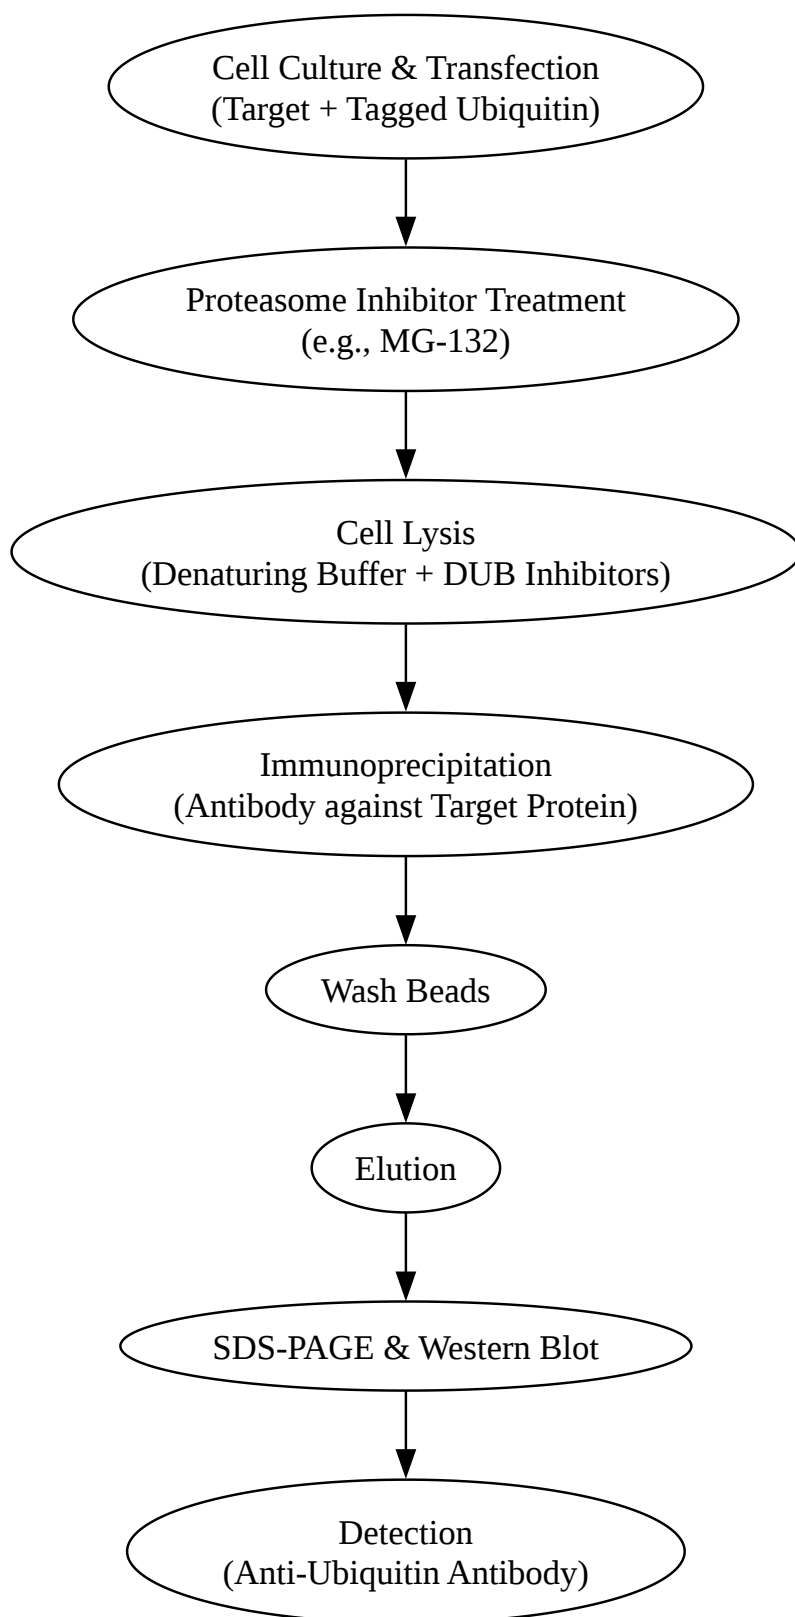 Cell Culture & Transfection
(Target + Tagged Ubiquitin)
Proteasome Inhibitor Treatment
(e.g., MG-132)
Cell Lysis
(Denaturing Buffer + DUB Inhibitors)
Immunoprecipitation
(Antibody against Target Protein)
Wash Beads
Elution
SDS-PAGE & Western Blot
Detection
(Anti-Ubiquitin Antibody)